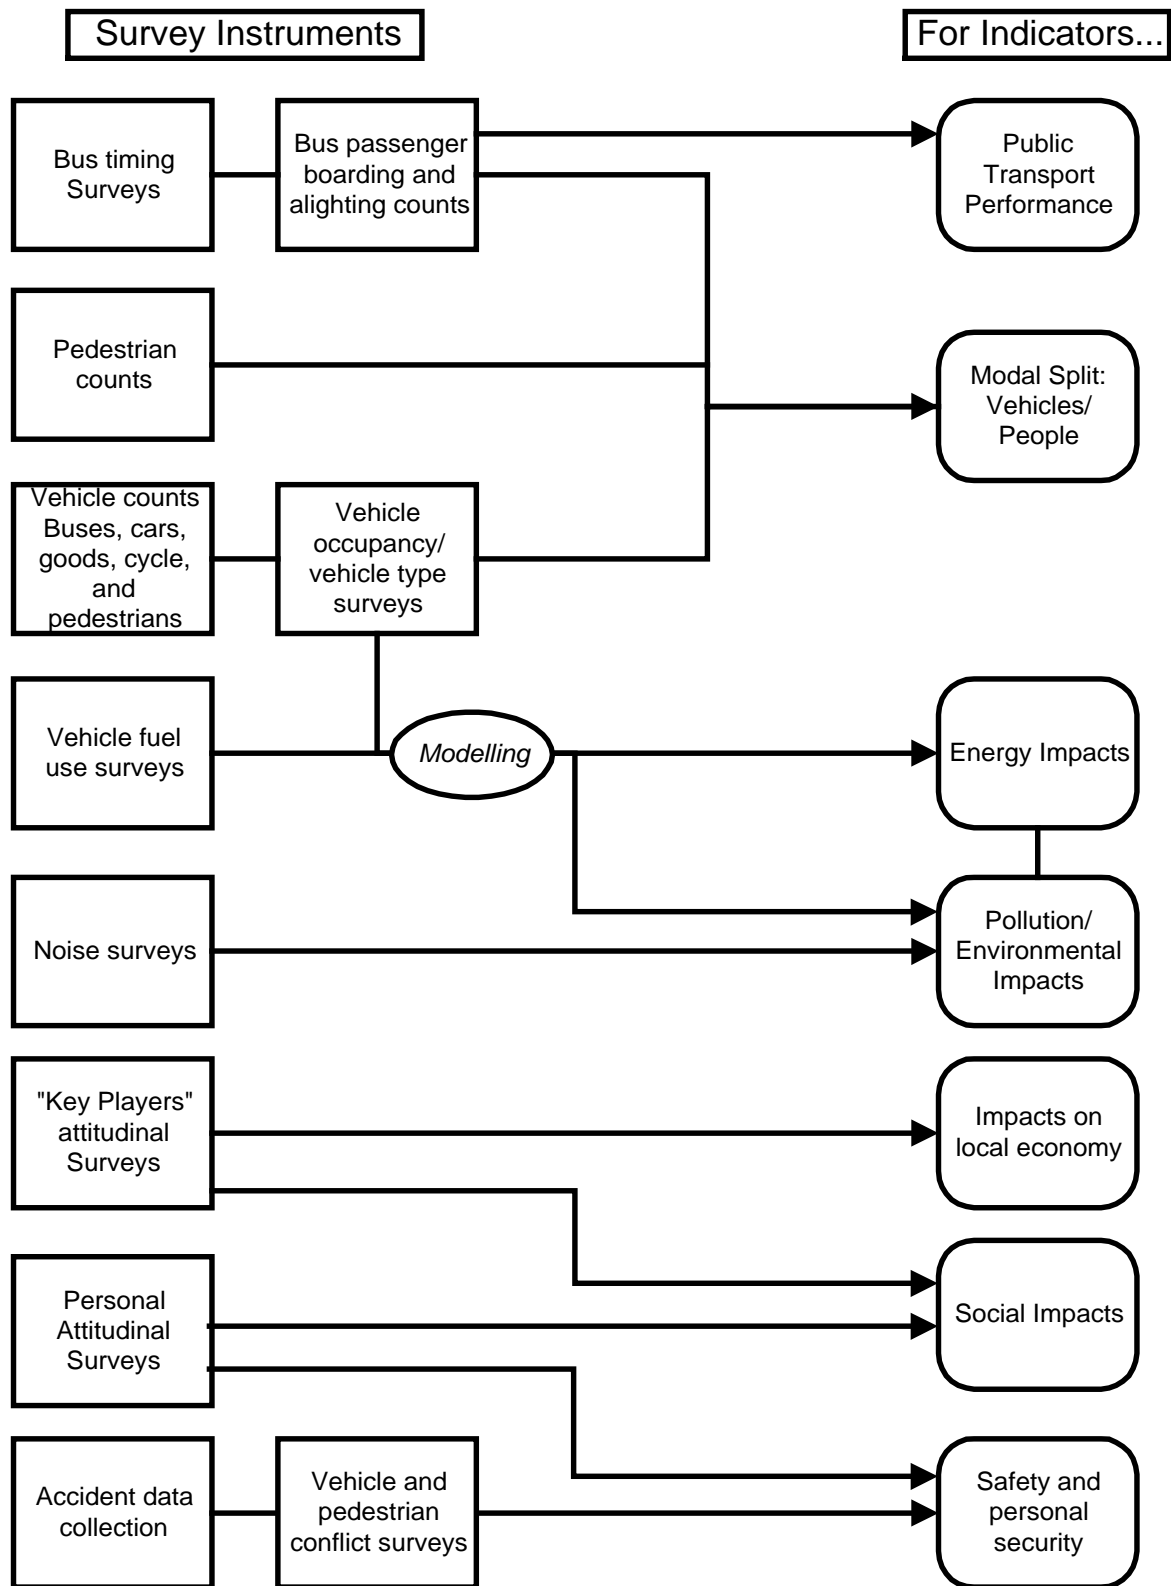 Survey Instruments
For Indicators...
Bus timing
Surveys
Bus passenger
boarding and
alighting counts
Public
Transport
Performance
Pedestrian
counts
Modal Split:
Vehicles/
People
Vehicle counts
Buses, cars,
goods, cycle,
and
pedestrians
Vehicle
occupancy/
vehicle type
surveys
Vehicle fuel
use surveys
Modelling
Energy Impacts
Noise surveys
Pollution/
Environmental
Impacts
"Key Players"
attitudinal
Surveys
Impacts on
local economy
Personal
Attitudinal
Surveys
Social Impacts
Accident data
collection
Vehicle and
pedestrian
conflict surveys
Safety and
personal
security